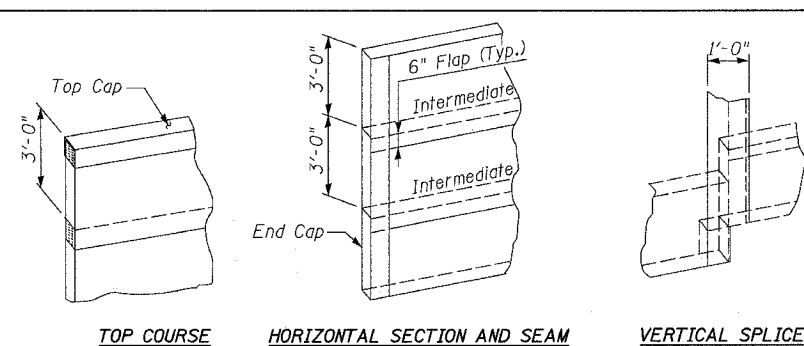 Top Cap
3'-0"
TOP COURSE
3'-0"
3'-0"
6" Flap (Typ.)
Intermediate
Intermediate
End Cap
HORIZONTAL SECTION AND SEAM
1'-0"
VERTICAL SPLICE